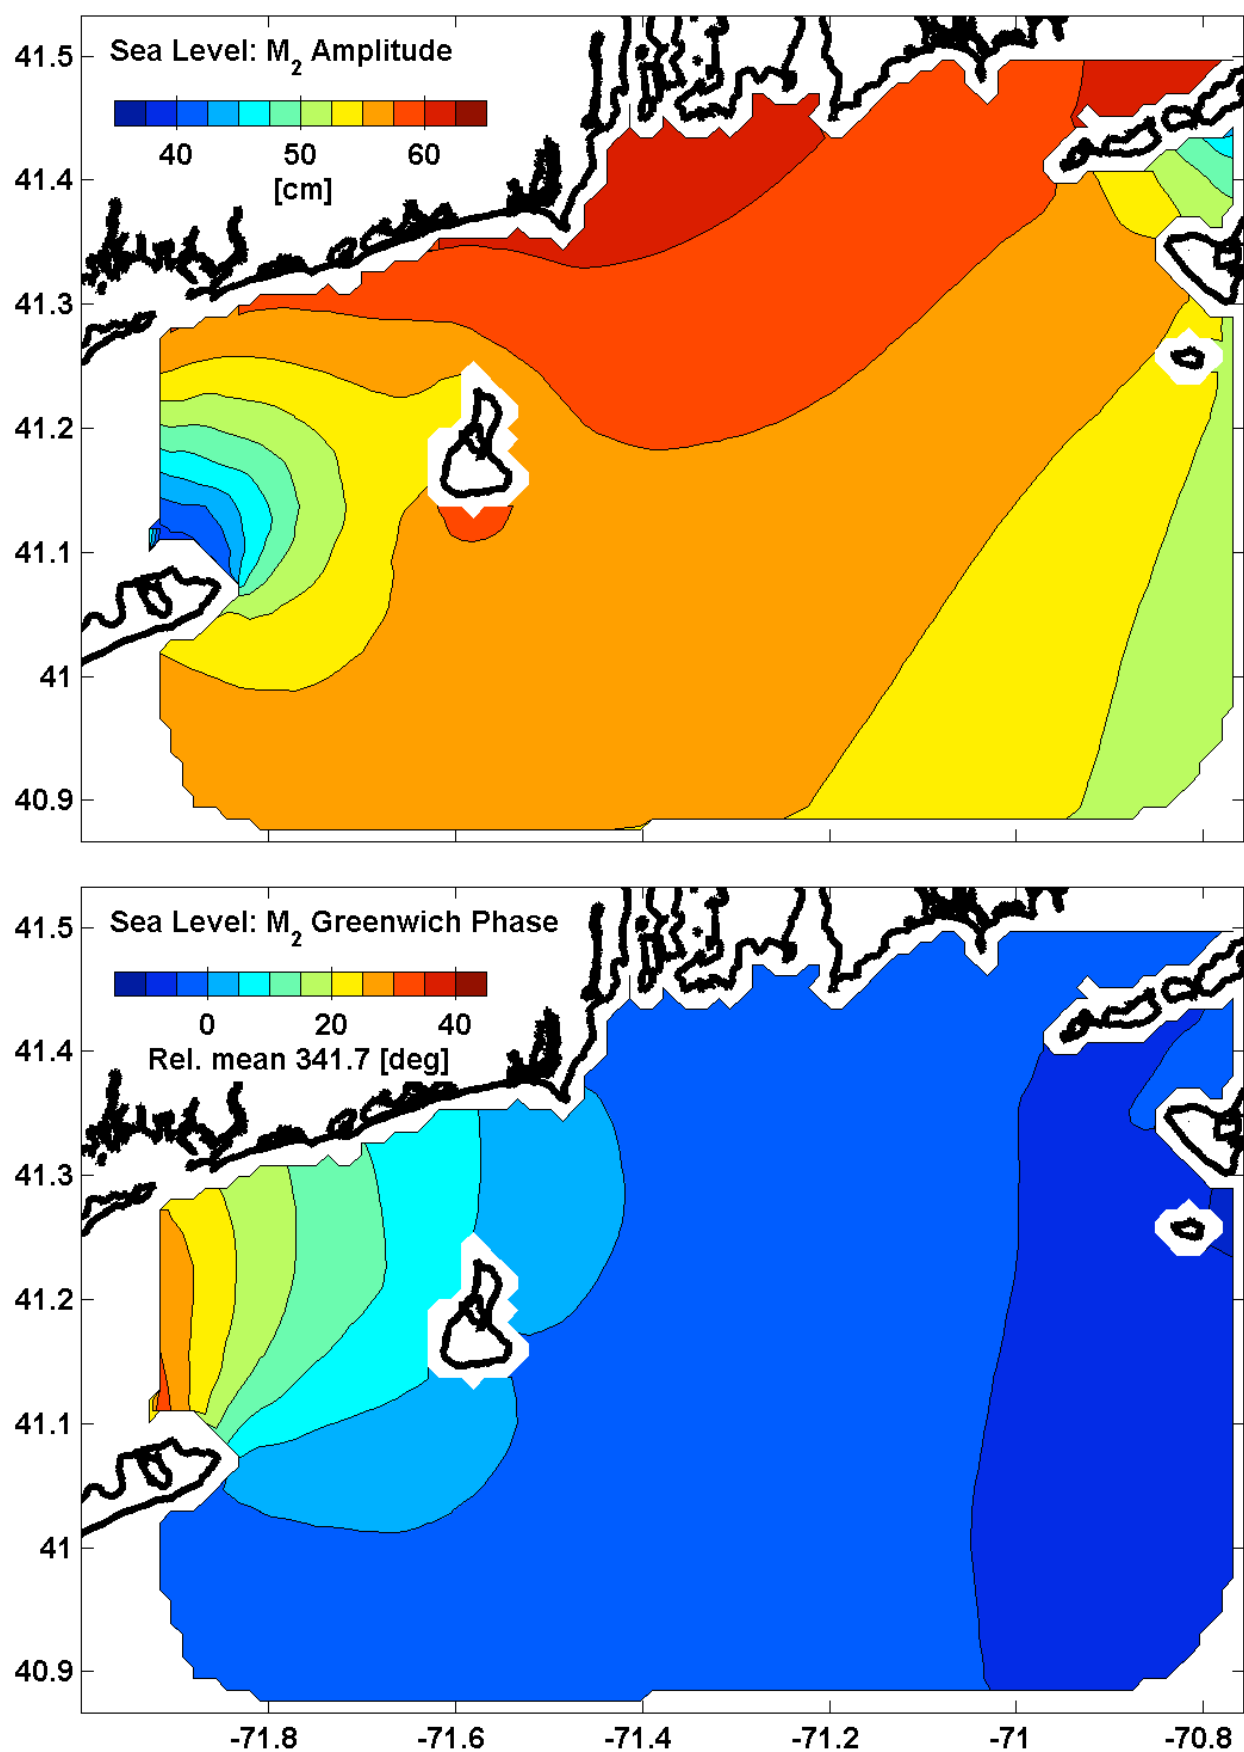 Sea Level: M2 Amplitude
40 50 60
[cm]
41.5
41.4
41.3
41.2
41.1
41
40.9
Sea Level: M2 Greenwich Phase
0 20 40
Rel. mean 341.7 [deg]
41.5
41.4
41.3
41.2
41.1
41
40.9
-71.8 -71.6 -71.4 -71.2 -71 -70.8